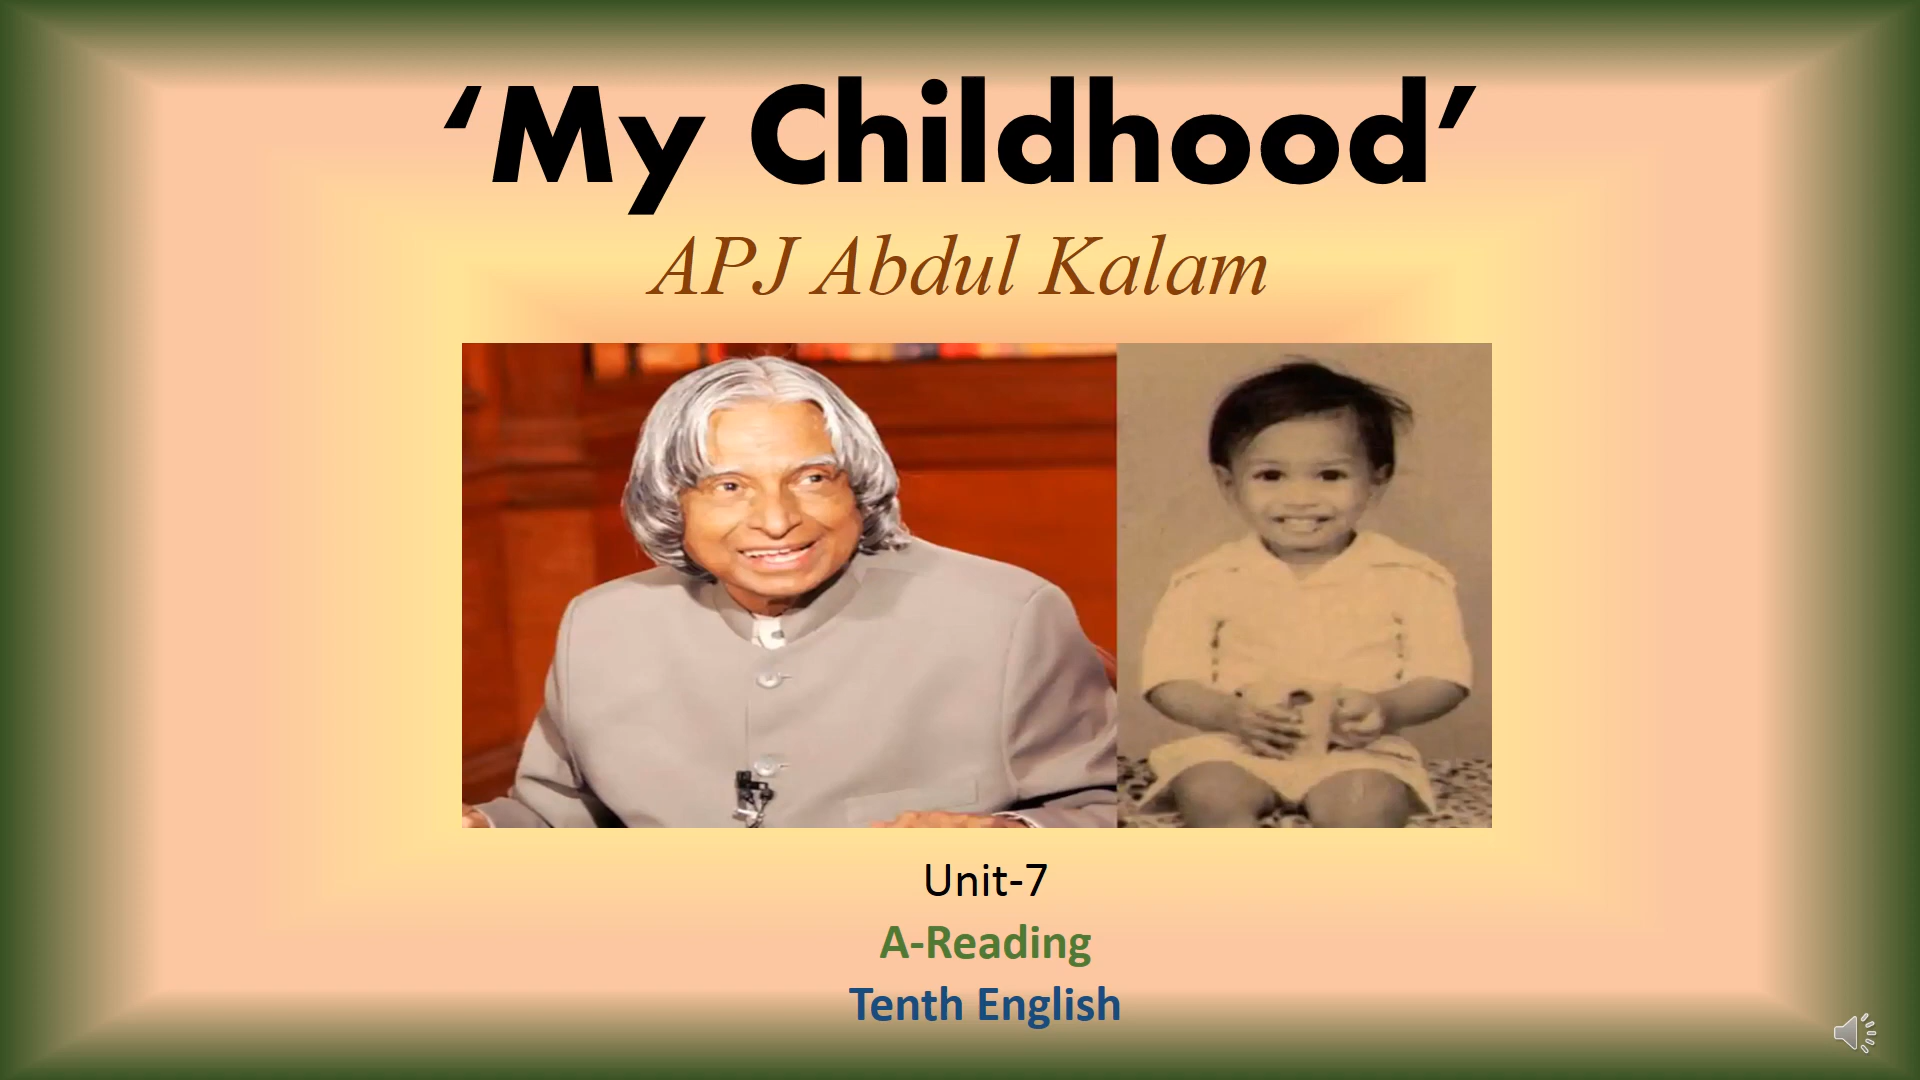 ‘My Childhood’
APJ Abdul Kalam
Unit-7
A-Reading
Tenth English